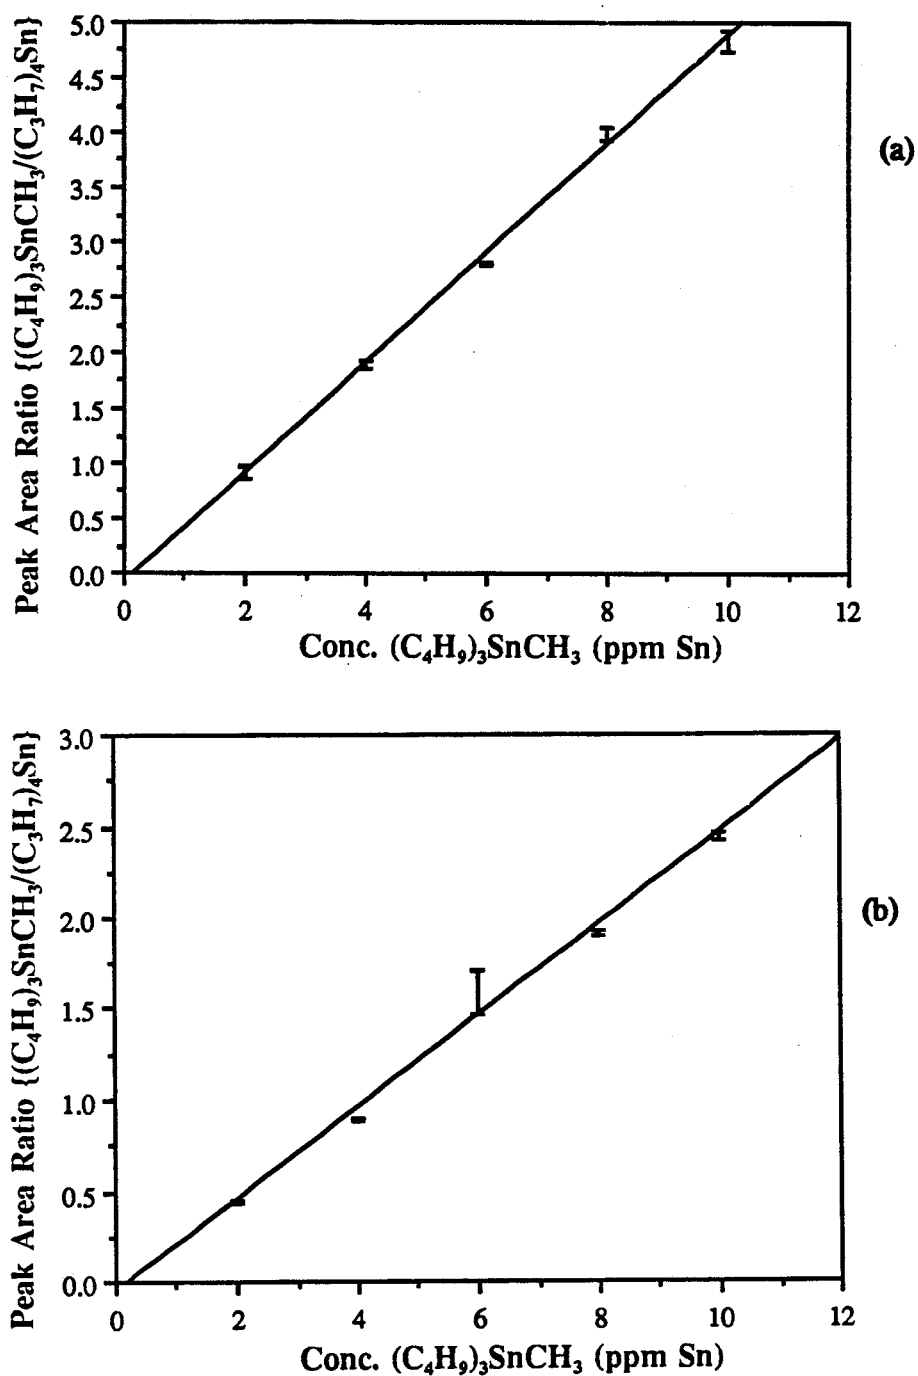 Peak Area Ratio {(C₄H₉)₃SnCH₃/(C₃H₇)₄Sn}
5.0
4.5
4.0
3.5
3.0
2.5
2.0
1.5
1.0
0.5
0.0
0 2 4 6 8 10 12
Conc. (C₄H₉)₃SnCH₃ (ppm Sn)
(a)
Peak Area Ratio {(C₄H₉)₃SnCH₃/(C₃H₇)₄Sn}
3.0
2.5
2.0
1.5
1.0
0.5
0.0
0 2 4 6 8 10 12
Conc. (C₄H₉)₃SnCH₃ (ppm Sn)
(b)